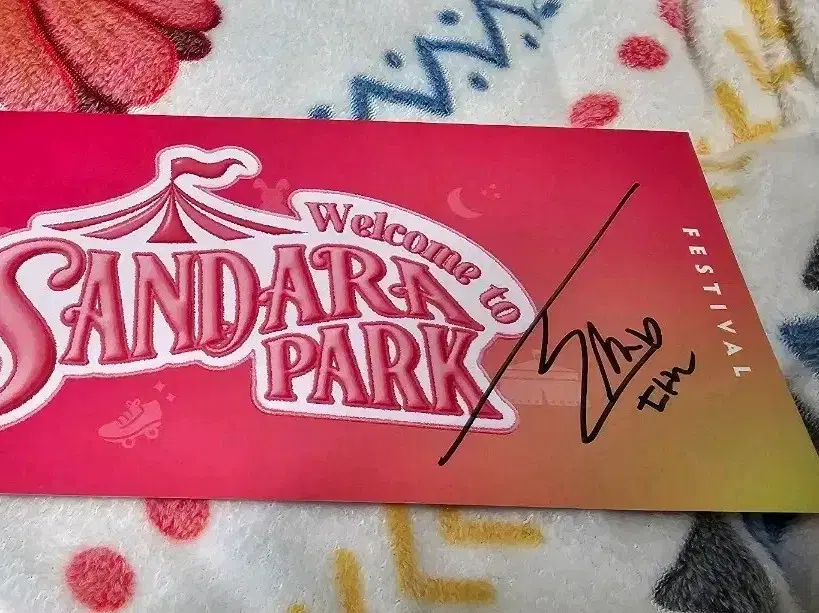 Welcome to
SANDARA
PARK
FESTIVAL